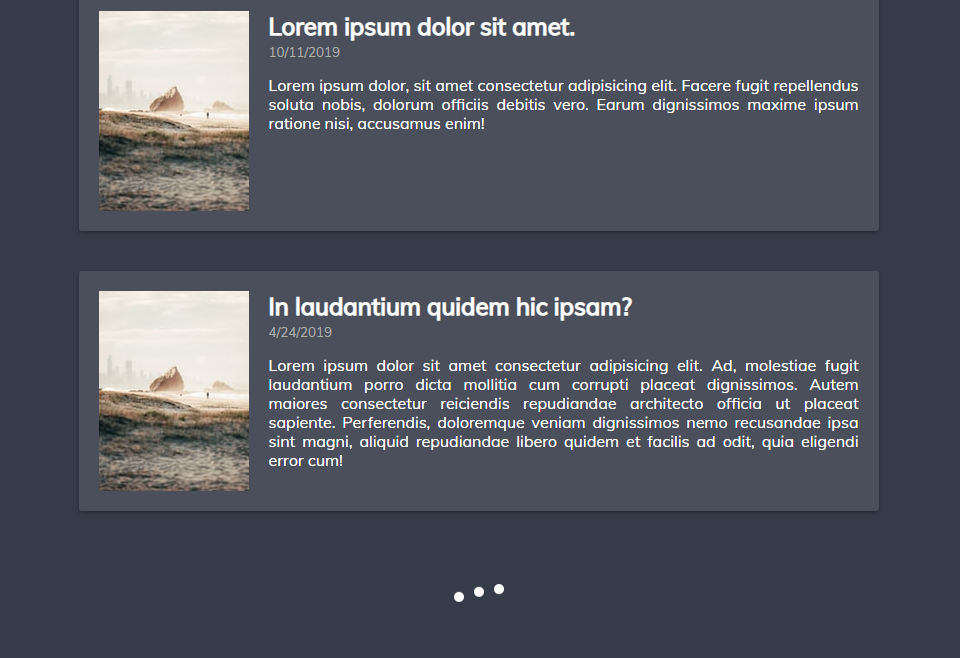 Lorem ipsum dolor sit amet.
10/11/2019
Lorem ipsum dolor, sit amet consectetur adipisicing elit. Facere fugit repellendus
soluta nobis, dolorum officiis debitis vero. Earum dignissimos maxime ipsum
ratione nisi, accusamus enim!
In laudantium quidem hic ipsam?
4/24/2019
Lorem ipsum dolor sit amet consectetur adipisicing elit. Ad, molestiae fugit
laudantium porro dicta mollitia cum corrupti placeat dignissimos. Autem
maiores consectetur reiciendis repudiandae architecto officia ut placeat
sapiente. Perferendis, doloremque veniam dignissimos nemo recusandae ipsa
sint magni, aliquid repudiandae libero quidem et facilis ad odit, quia eligendi
error cum!